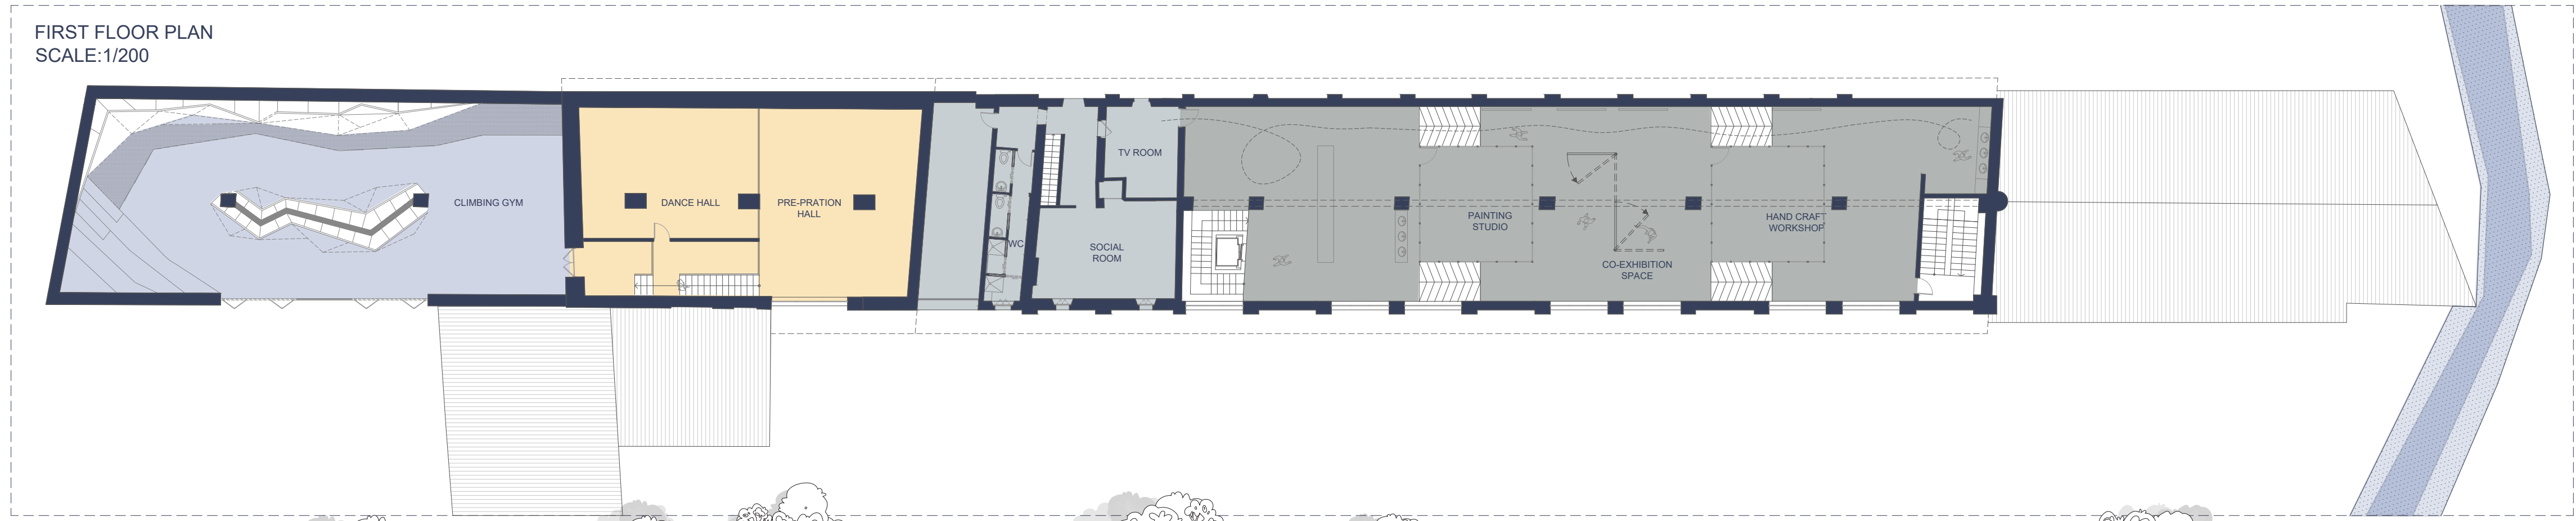 FIRST FLOOR PLAN
SCALE:1/200
CLIMBING GYM
DANCE HALL
PRE-PRATION
HALL
WC
TV ROOM
SOCIAL
ROOM
PAINTING
STUDIO
CO-EXHIBITION
SPACE
HAND CRAFT
WORKSHOP